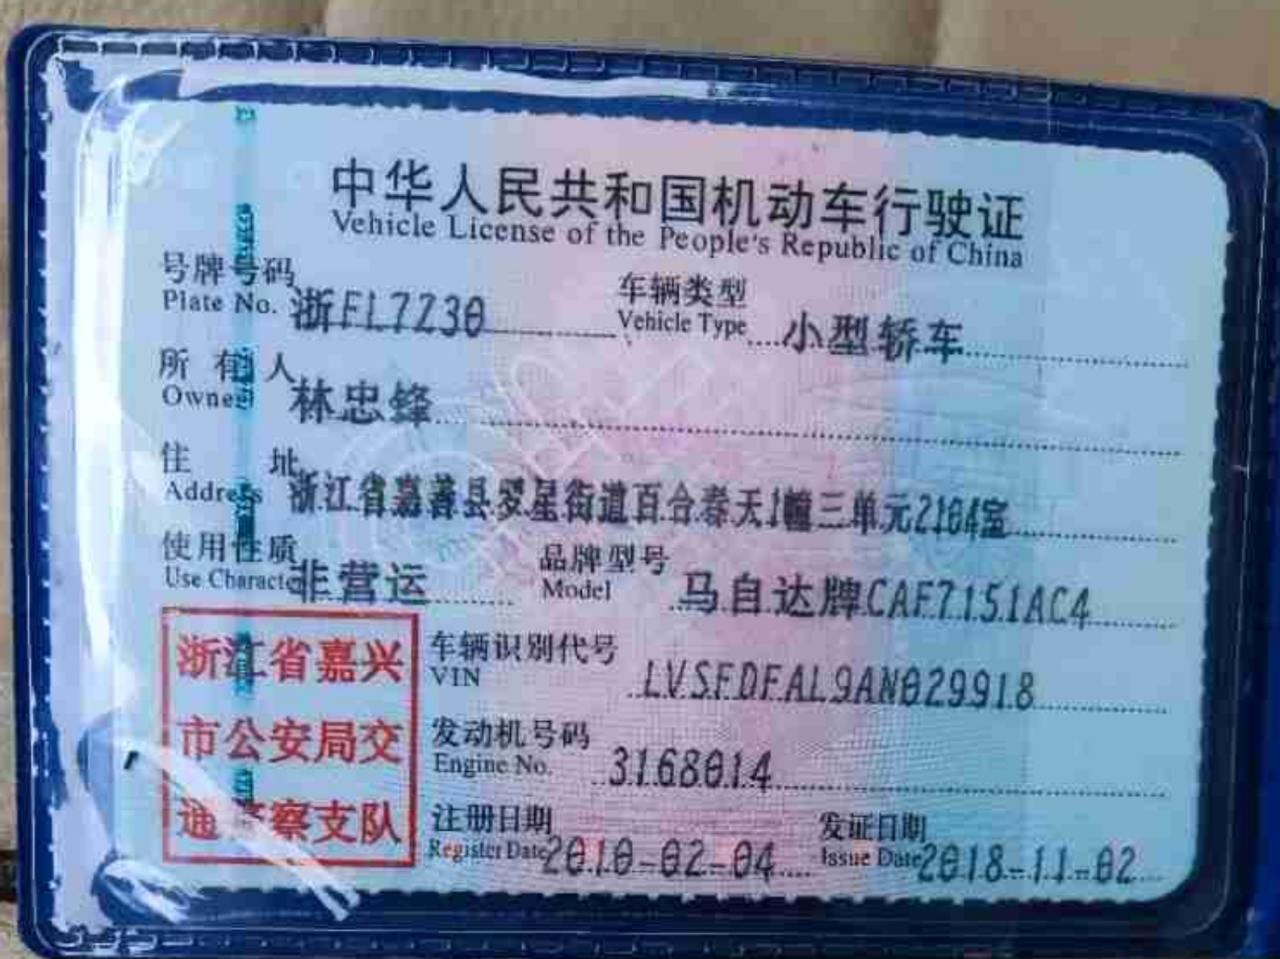 中华人民共和国机动车行驶证
Vehicle License of the People's Republic of China
号牌号码 浙FL7Z30 车辆类型 小型轿车
Plate No. Vehicle Type
所有人 林忠锋
Owner
住址 浙江省嘉善县罗星街道百合春天1幢三单元2104室
Address
使用性质 非营运 品牌型号 马自达牌CAF7151AC4
Use Character Model
浙江省嘉兴
市公安局交
通警察支队
车辆识别代号 LVSFDFAL9AN029918
VIN
发动机号码 3168014
Engine No.
注册日期 2010-02-04 发证日期 2018-11-02
Register Date Issue Date